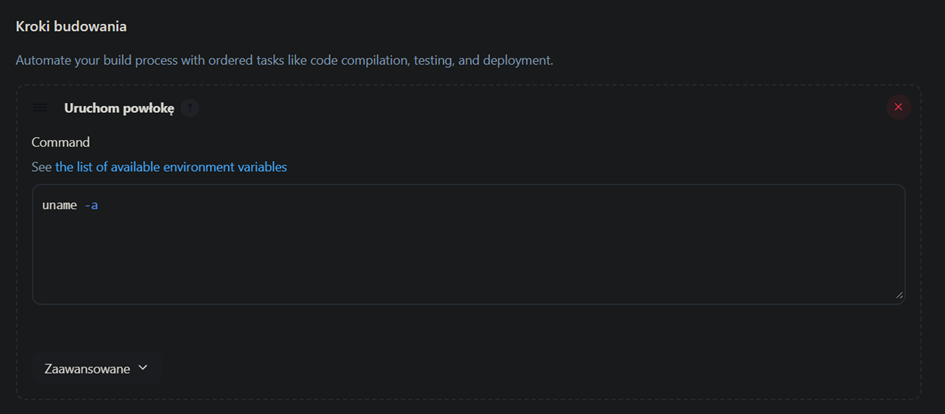 Kroki budowania
Automate your build process with ordered tasks like code compilation, testing, and deployment.
Uruchom powłokę ?
Command
See the list of available environment variables
uname -a
Zaawansowane